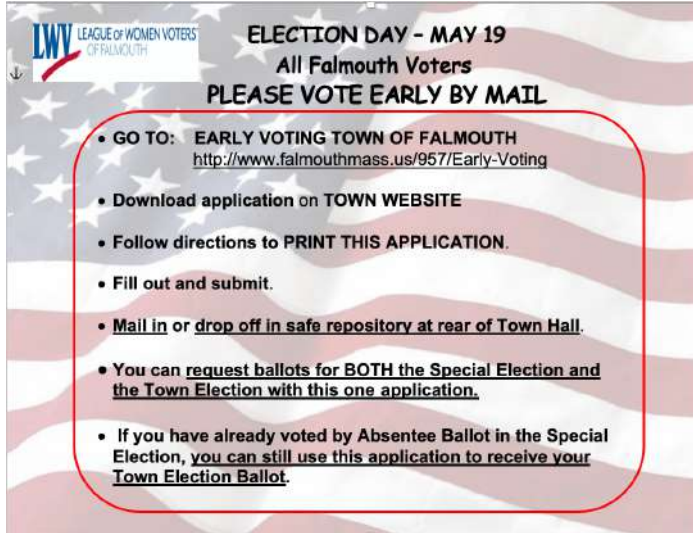 LWV LEAGUE OF WOMEN VOTERS
OF FALMOUTH
ELECTION DAY – MAY 19
All Falmouth Voters
PLEASE VOTE EARLY BY MAIL
• GO TO: EARLY VOTING TOWN OF FALMOUTH
http://www.falmouthmass.us/957/Early-Voting
• Download application on TOWN WEBSITE
• Follow directions to PRINT THIS APPLICATION.
• Fill out and submit.
• Mail in or drop off in safe repository at rear of Town Hall.
• You can request ballots for BOTH the Special Election and
the Town Election with this one application.
• If you have already voted by Absentee Ballot in the Special
Election, you can still use this application to receive your
Town Election Ballot.